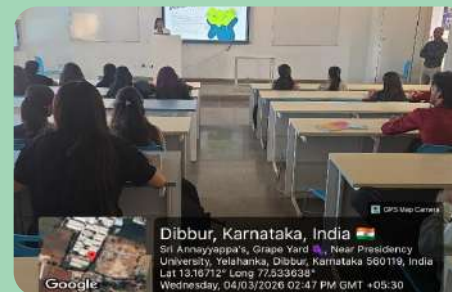 GPS Map Camera
Dibbur, Karnataka, India 🇮🇳
Sri Annayyappa's, Grape Yard 🍇, Near Presidency
University, Yelahanka, Dibbur, Karnataka 560119, India
Lat 13.16712° Long 77.533638°
Wednesday, 04/03/2026 02:47 PM GMT +05:30
Google